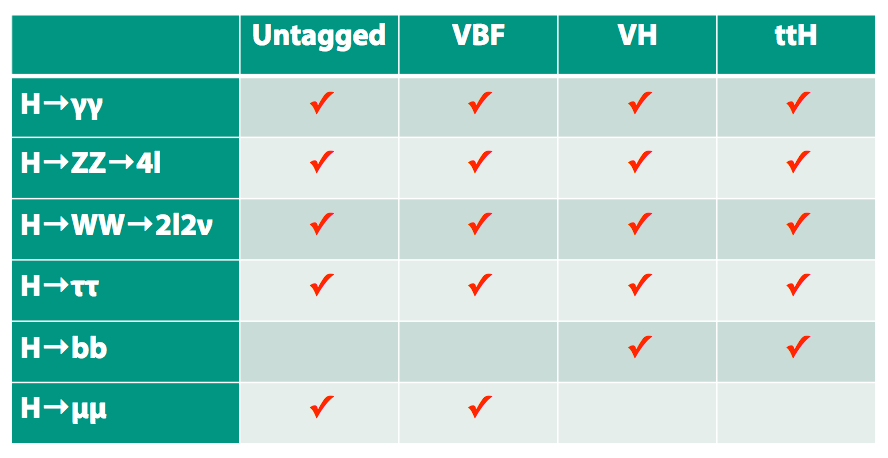 Untagged VBF VH ttH
H→γγ ✓ ✓ ✓ ✓
H→ZZ→4l ✓ ✓ ✓ ✓
H→WW→2l2ν ✓ ✓ ✓ ✓
H→ττ ✓ ✓ ✓ ✓
H→bb ✓ ✓
H→μμ ✓ ✓